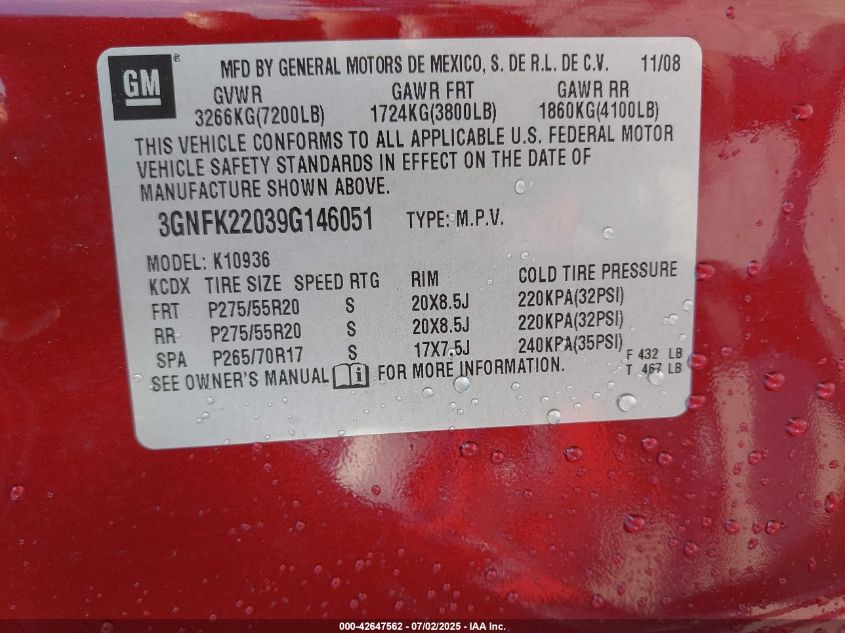 GM ® MFD BY GENERAL MOTORS DE MEXICO, S. DE R.L. DE C.V. 11/08
GVWR GAWR FRT GAWR RR
3266KG(7200LB) 1724KG(3800LB) 1860KG(4100LB)
THIS VEHICLE CONFORMS TO ALL APPLICABLE U.S. FEDERAL MOTOR
VEHICLE SAFETY STANDARDS IN EFFECT ON THE DATE OF
MANUFACTURE SHOWN ABOVE.
3GNFK22039G146051 TYPE: M.P.V.
MODEL: K10936
KCDX TIRE SIZE SPEED RTG RIM COLD TIRE PRESSURE
FRT P275/55R20 S 20X8.5J 220KPA(32PSI)
RR P275/55R20 S 20X8.5J 220KPA(32PSI)
SPA P265/70R17 S 17X7.5J 240KPA(35PSI)
F 432 LB
T 467 LB
SEE OWNER'S MANUAL i FOR MORE INFORMATION.
000-42647562 - 07/02/2025 - IAA Inc.